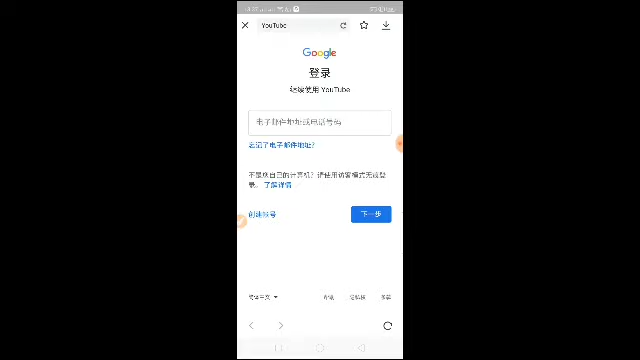 YouTube
Google
登录
继续使用 YouTube
电子邮件地址或电话号码
忘记了电子邮件地址？
不是您自己的计算机？请使用访客模式无痕登
录。 了解详情
创建账号
下一步
简体中文
帮助
隐私权
条款